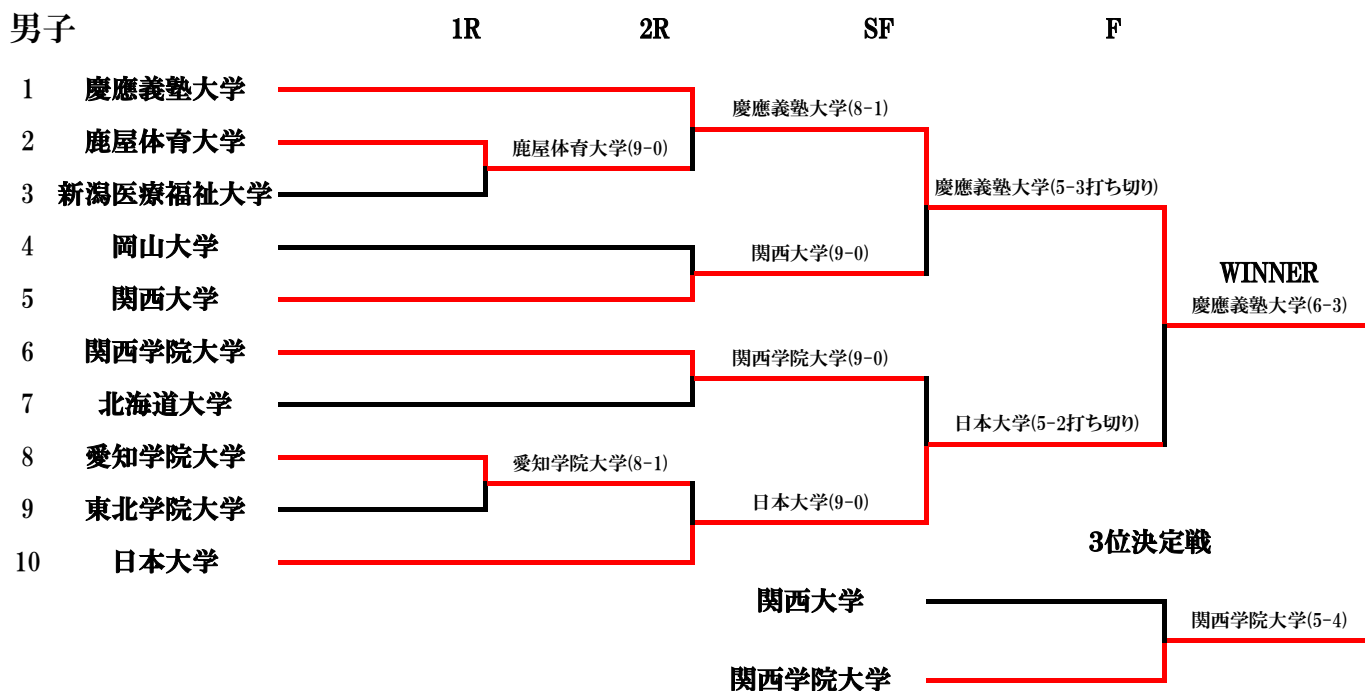 男子 1R 2R SF F
1 慶應義塾大学
慶應義塾大学(8-1)
2 鹿屋体育大学
鹿屋体育大学(9-0)
3 新潟医療福祉大学
慶應義塾大学(5-3打ち切り)
4 岡山大学
関西大学(9-0)
5 関西大学
WINNER
慶應義塾大学(6-3)
6 関西学院大学
関西学院大学(9-0)
7 北海道大学
日本大学(5-2打ち切り)
8 愛知学院大学
愛知学院大学(8-1)
9 東北学院大学
日本大学(9-0)
10 日本大学
3位決定戦
関西大学
関西学院大学(5-4)
関西学院大学